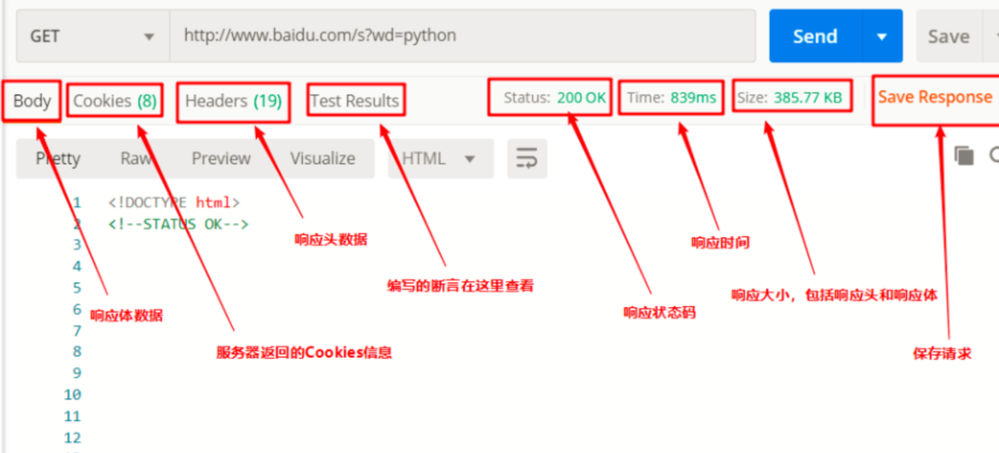 GET http://www.baidu.com/s?wd=python Send Save
Body Cookies (8) Headers (19) Test Results Status: 200 OK Time: 839ms Size: 385.77 KB Save Response
Pretty Raw Preview Visualize HTML
1 <!DOCTYPE html>
2 <!--STATUS OK-->
3
4
5
6
7
8
9
10
11
12
响应头数据
响应时间
编写的断言在这里查看
响应大小，包括响应头和响应体
响应体数据
响应状态码
服务器返回的Cookies信息
保存请求